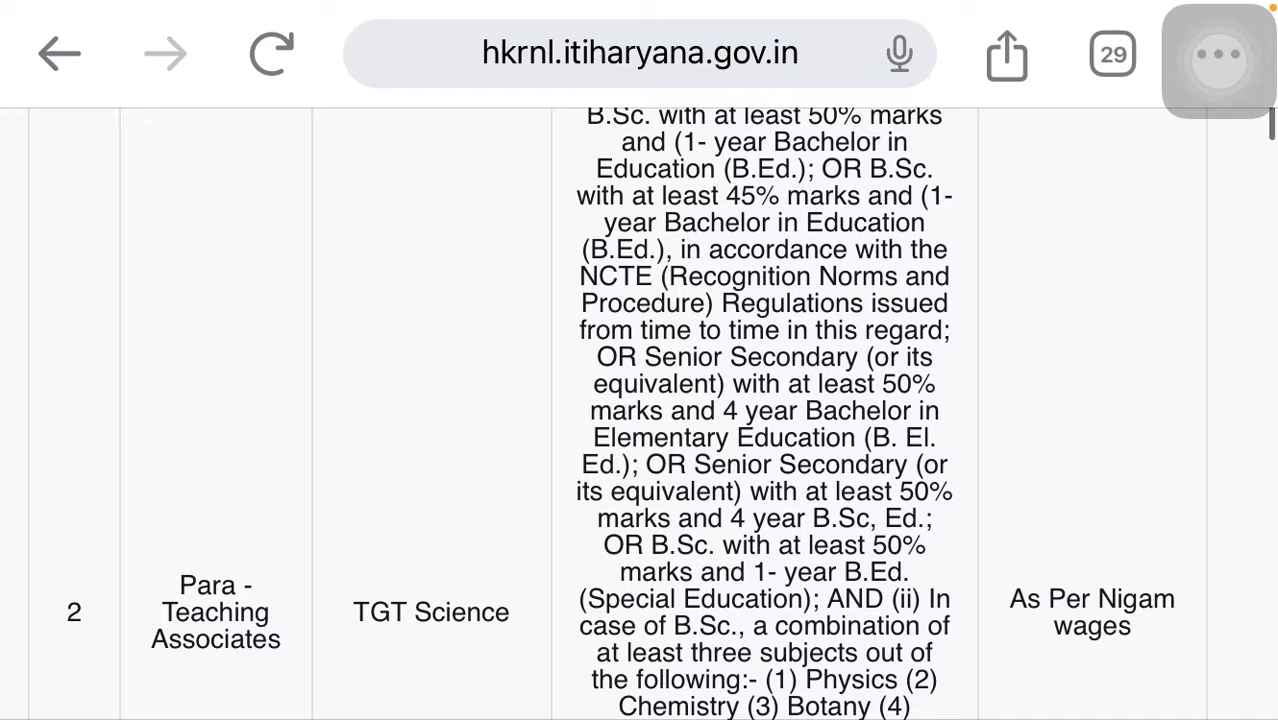 hkrnl.itiharyana.gov.in
29
B.Sc. with at least 50% marks
and (1- year Bachelor in
Education (B.Ed.); OR B.Sc.
with at least 45% marks and (1-
year Bachelor in Education
(B.Ed.), in accordance with the
NCTE (Recognition Norms and
Procedure) Regulations issued
from time to time in this regard;
OR Senior Secondary (or its
equivalent) with at least 50%
marks and 4 year Bachelor in
Elementary Education (B. El.
Ed.); OR Senior Secondary (or
its equivalent) with at least 50%
marks and 4 year B.Sc, Ed.;
OR B.Sc. with at least 50%
marks and 1- year B.Ed.
(Special Education); AND (ii) In
case of B.Sc., a combination of
at least three subjects out of
the following:- (1) Physics (2)
Chemistry (3) Botany (4)
2
Para -
Teaching
Associates
TGT Science
As Per Nigam
wages